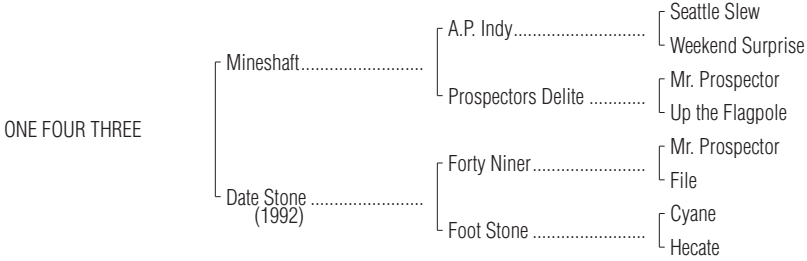 Seattle Slew
A.P. Indy.............................
Weekend Surprise
Mineshaft...........................
Mr. Prospector
Prospectors Delite ............
Up the Flagpole
ONE FOUR THREE
Mr. Prospector
Forty Niner.........................
File
Date Stone .........................
(1992)
Cyane
Foot Stone .........................
Hecate